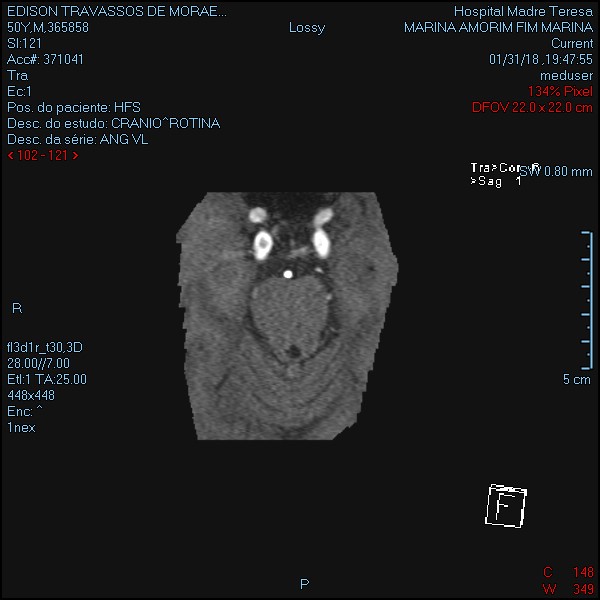 EDISON TRAVASSOS DE MORAE...
50Y,M,365858
Sl:121
Acc#: 371041
Tra
Ec:1
Pos. do paciente: HFS
Desc. do estudo: CRANIO^ROTINA
Desc. da série: ANG VL
< 102 - 121 >
Lossy
Hospital Madre Teresa
MARINA AMORIM FIM MARINA
Current
01/31/18 ,19:47:55
meduser
134% Pixel
DFOV 22.0 x 22.0 cm
Tra>Cor
SW 0.80 mm
>Sag 1
R
fl3d1r_t30,3D
28.00//7.00
Etl:1 TA:25.00
448x448
Enc: ^
1nex
5 cm
F
P
C 148
W 349